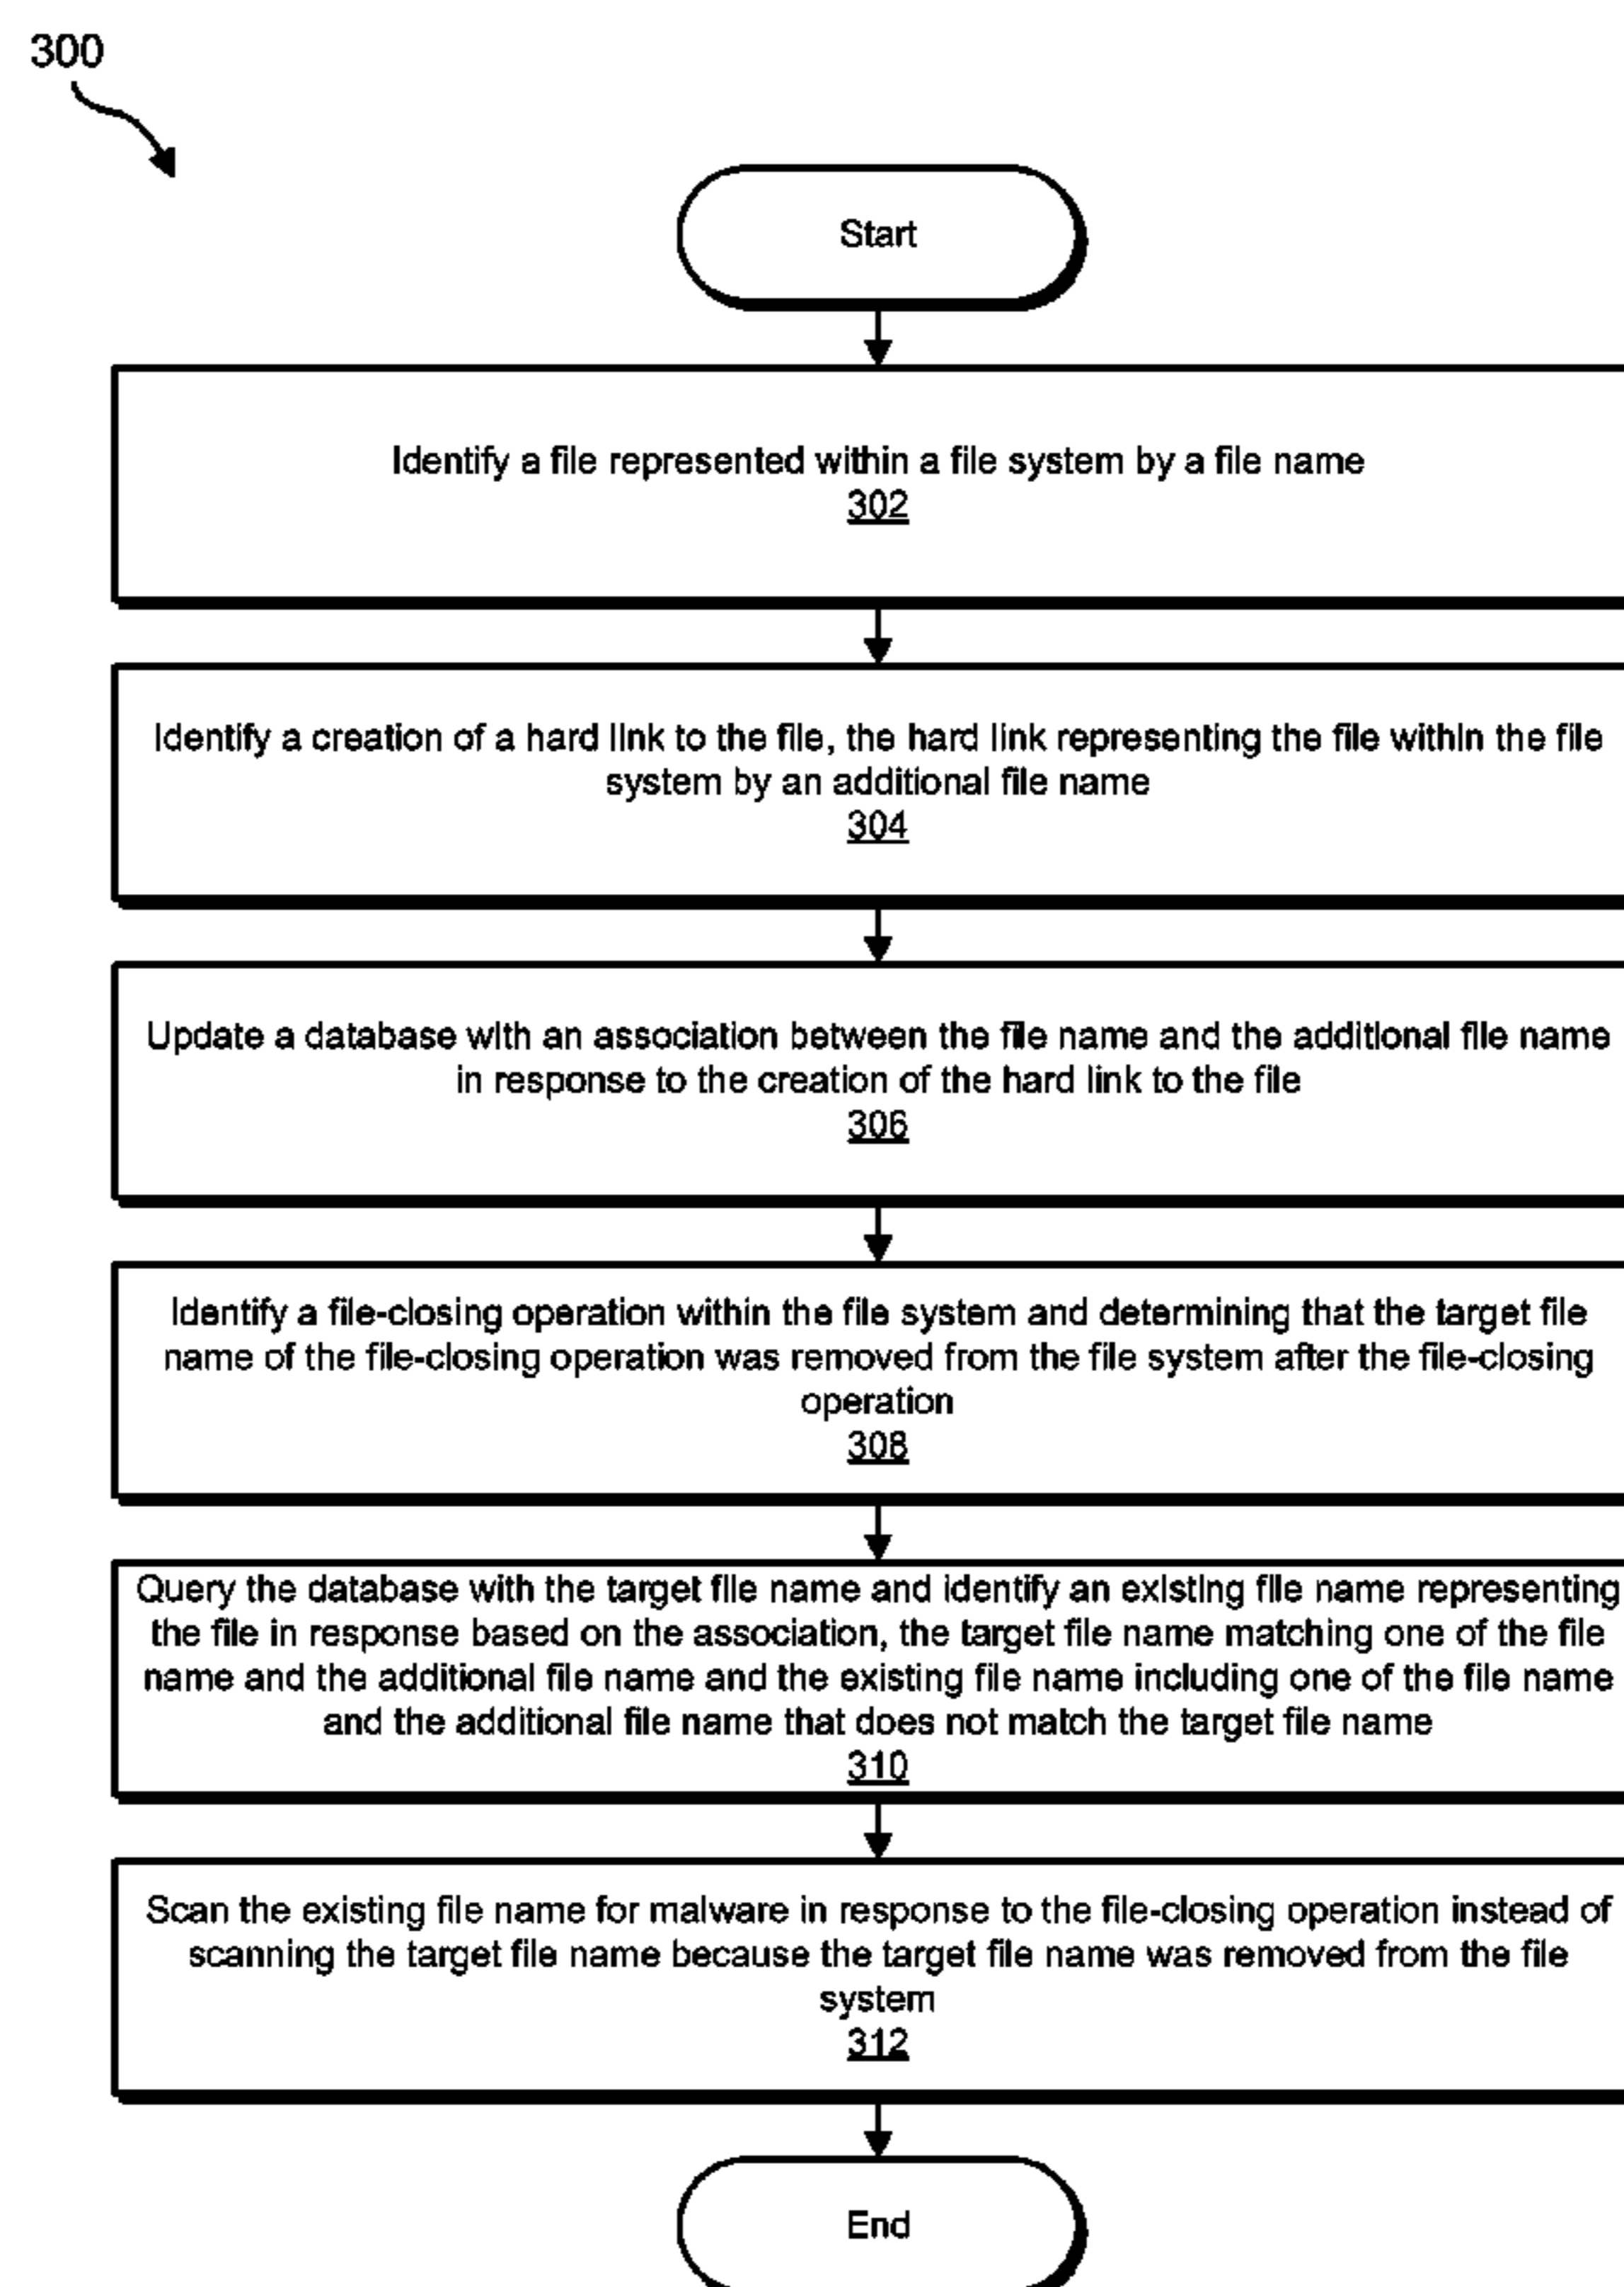 300
Start
Identify a file represented within a file system by a file name
302
Identify a creation of a hard link to the file, the hard link representing the file within the file
system by an additional file name
304
Update a database with an association between the file name and the additional file name
in response to the creation of the hard link to the file
306
Identify a file-closing operation within the file system and determining that the target file
name of the file-closing operation was removed from the file system after the file-closing
operation
308
Query the database with the target file name and identify an existing file name representing
the file in response based on the association, the target file name matching one of the file
name and the additional file name and the existing file name including one of the file name
and the additional file name that does not match the target file name
310
Scan the existing file name for malware in response to the file-closing operation instead of
scanning the target file name because the target file name was removed from the file
system
312
End